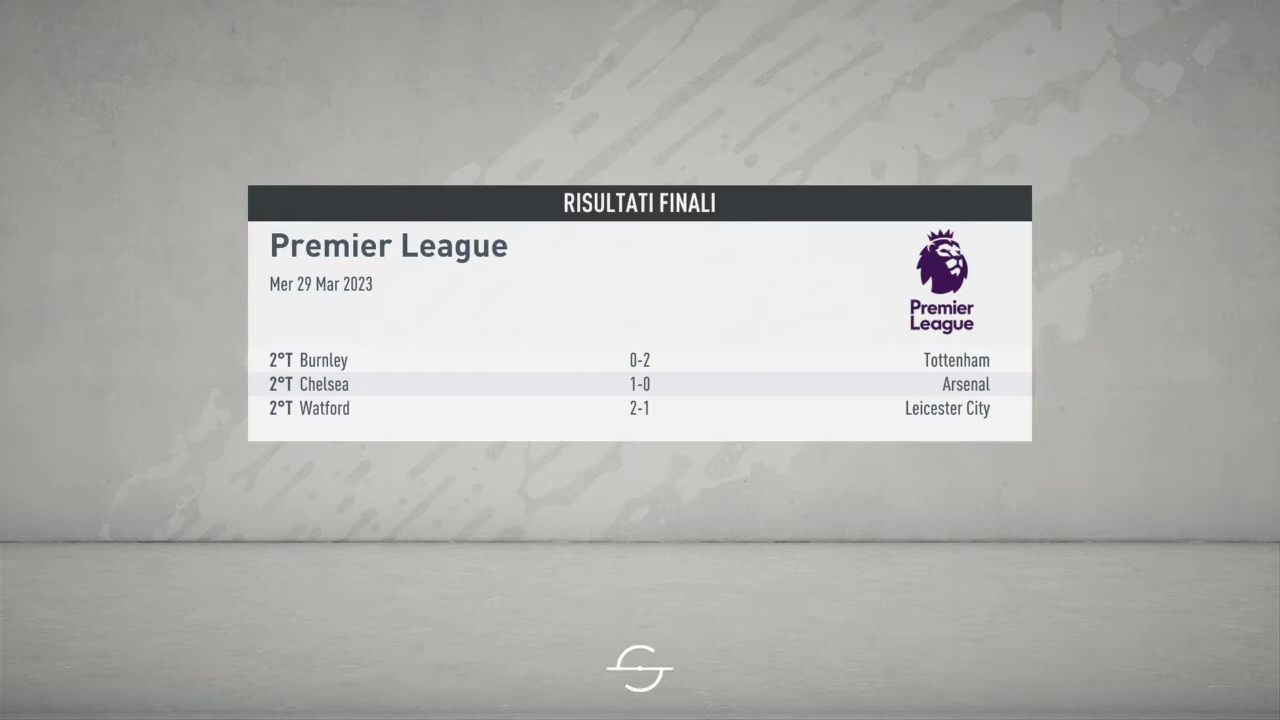 RISULTATI FINALI
Premier League
Mer 29 Mar 2023
Premier
League
2°T Burnley 0-2 Tottenham
2°T Chelsea 1-0 Arsenal
2°T Watford 2-1 Leicester City